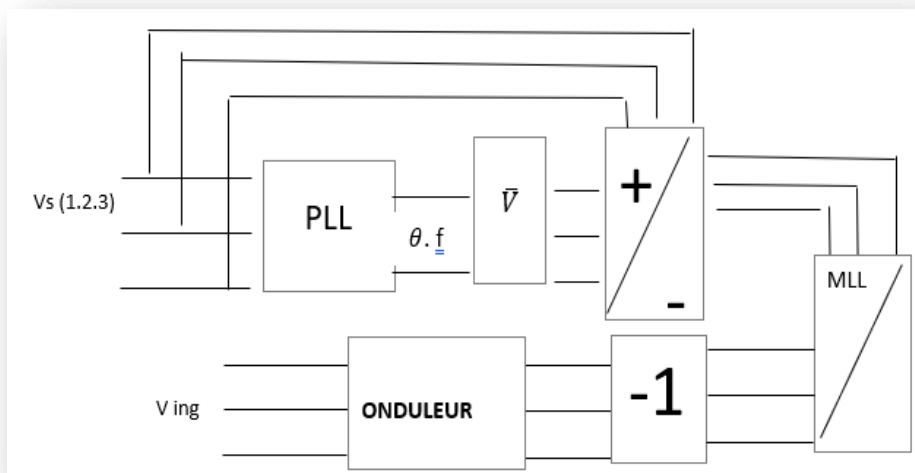 Vs (1.2.3)
PLL
θ. f
V̄
+
-
MLL
V ing
ONDULEUR
-1